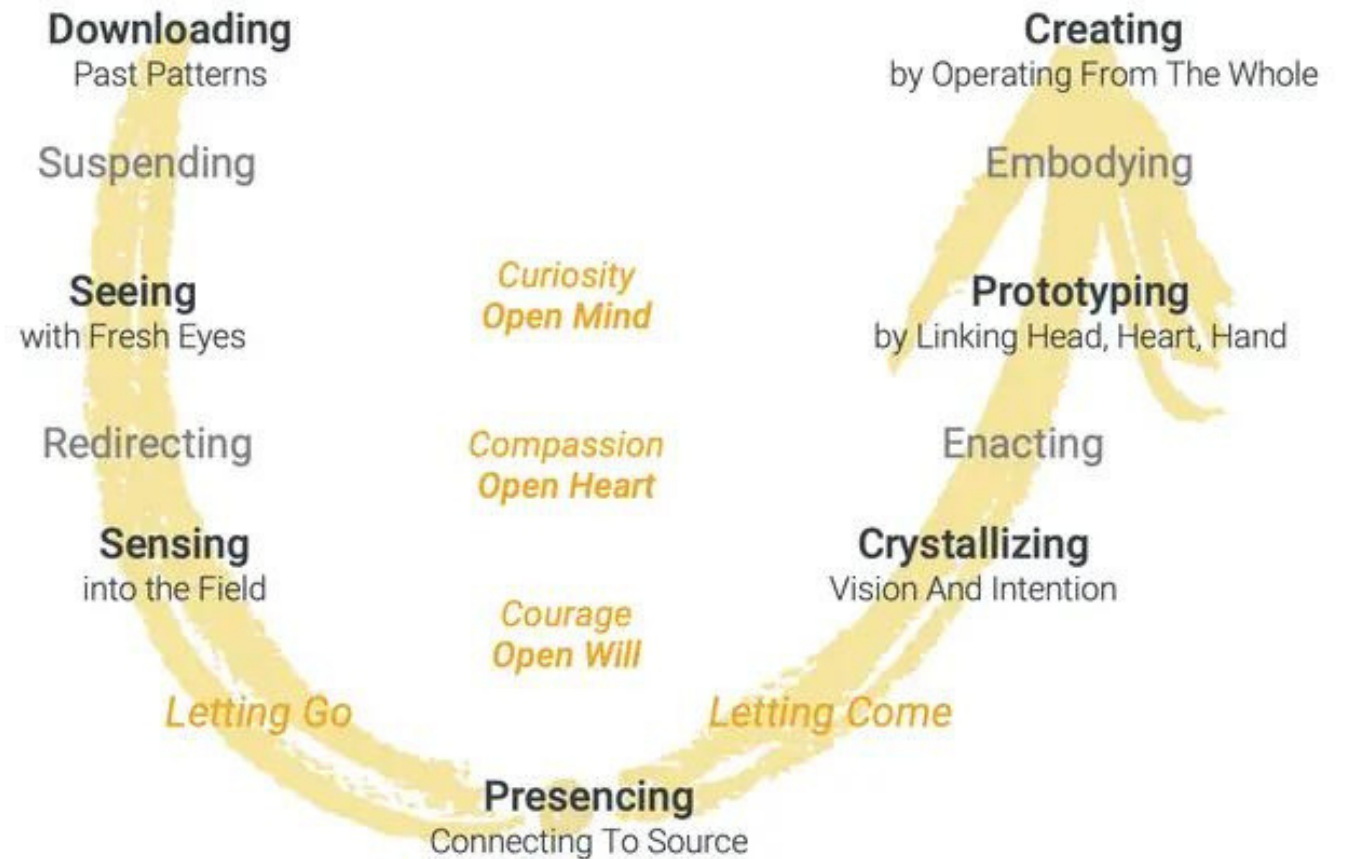 Downloading
Past Patterns
Suspending
Seeing
with Fresh Eyes
Redirecting
Sensing
into the Field
Letting Go
Presencing
Connecting To Source
Letting Come
Crystallizing
Vision And Intention
Enacting
Prototyping
by Linking Head, Heart, Hand
Embodying
Creating
by Operating From The Whole
Curiosity
Open Mind
Compassion
Open Heart
Courage
Open Will